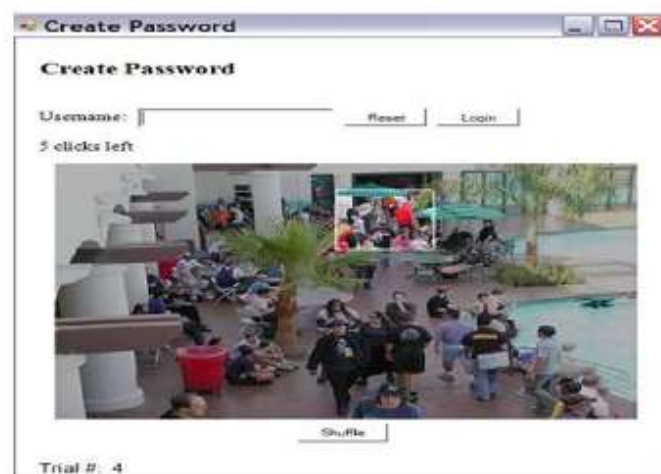 Create Password
Create Password
Username: Reset Login
5 clicks left
Shuffle
Trial #: 4